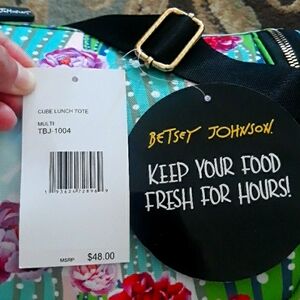 CUBE LUNCH TOTE
MULTI
TBJ-1004
MSRP $48.00
BETSEY JOHNSON
KEEP YOUR FOOD
FRESH FOR HOURS!